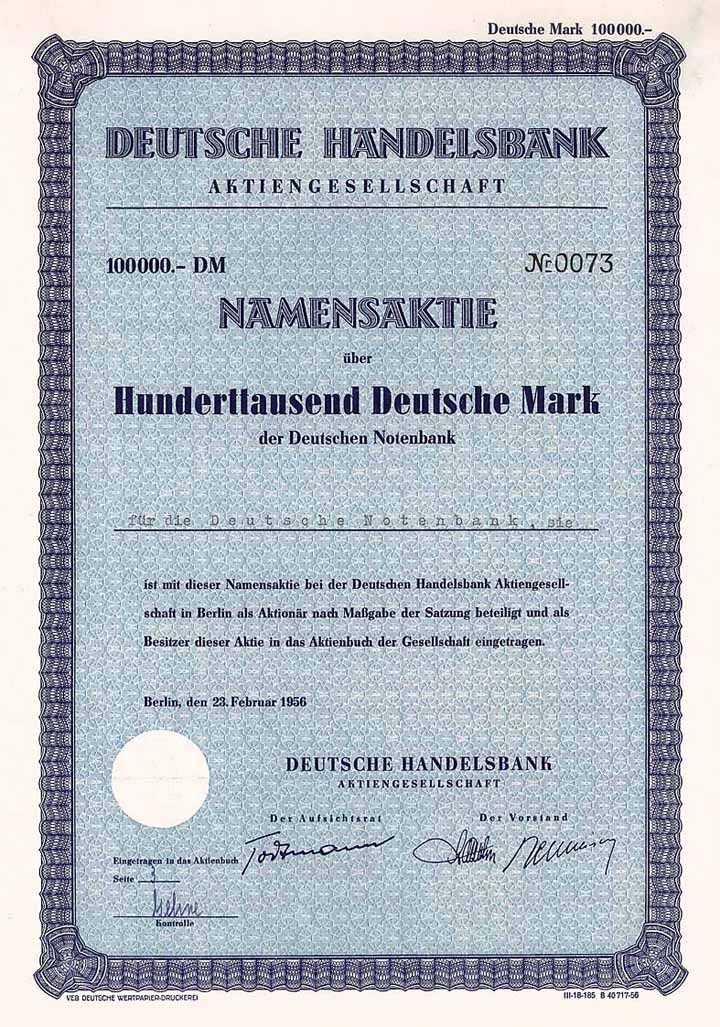 Deutsche Mark 100000.–
DEUTSCHE HANDELSBANK
AKTIENGESELLSCHAFT
100000.– DM
№ 0073
NAMENSAKTIE
über
Hunderttausend Deutsche Mark
der Deutschen Notenbank
für die Deutsche Notenbank, sie
ist mit dieser Namensaktie bei der Deutschen Handelsbank Aktiengesell-
schaft in Berlin als Aktionär nach Maßgabe der Satzung beteiligt und als
Besitzer dieser Aktie in das Aktienbuch der Gesellschaft eingetragen.
Berlin, den 23. Februar 1956
DEUTSCHE HANDELSBANK
AKTIENGESELLSCHAFT
Der Aufsichtsrat
Der Vorstand
Eingetragen in das Aktienbuch
Seite 3
Kontrolle
VEB DEUTSCHE WERTPAPIER-DRUCKEREI
III-18-185 B 40717-56